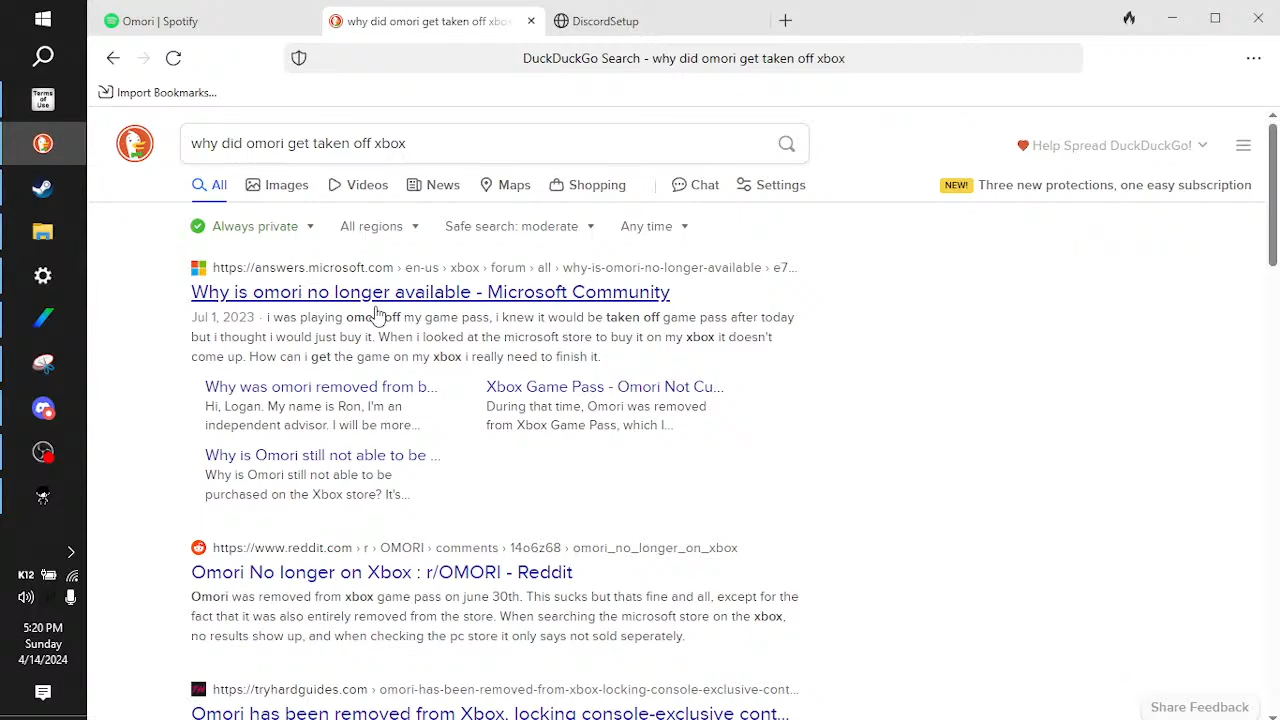 Omori | Spotify
why did omori get taken off xbox
DiscordSetup
DuckDuckGo Search - why did omori get taken off xbox
Import Bookmarks...
Terms
of
Use
why did omori get taken off xbox
Help Spread DuckDuckGo!
All
Images
Videos
News
Maps
Shopping
Chat
Settings
NEW! Three new protections, one easy subscription
Always private
All regions
Safe search: moderate
Any time
https://answers.microsoft.com › en-us › xbox › forum › all › why-is-omori-no-longer-available › e7...
Why is omori no longer available - Microsoft Community
Jul 1, 2023 · i was playing omori off my game pass, i knew it would be taken off game pass after today
but i thought i would just buy it. When i looked at the microsoft store to buy it on my xbox it doesn't
come up. How can i get the game on my xbox i really need to finish it.
Why was omori removed from b...
Hi, Logan. My name is Ron, I'm an
independent advisor. I will be more...
Xbox Game Pass - Omori Not Cu...
During that time, Omori was removed
from Xbox Game Pass, which I...
Why is Omori still not able to be ...
Why is Omori still not able to be
purchased on the Xbox store? It's...
https://www.reddit.com › r › OMORI › comments › 14o6z68 › omori_no_longer_on_xbox
Omori No longer on Xbox : r/OMORI - Reddit
Omori was removed from xbox game pass on june 30th. This sucks but thats fine and all, except for the
fact that it was also entirely removed from the store. When searching the microsoft store on the xbox,
no results show up, and when checking the pc store it only says not sold seperately.
https://tryhardguides.com › omori-has-been-removed-from-xbox-locking-console-exclusive-cont...
Omori has been removed from Xbox, locking console-exclusive cont...
K12
5:20 PM
Sunday
4/14/2024
Share Feedback